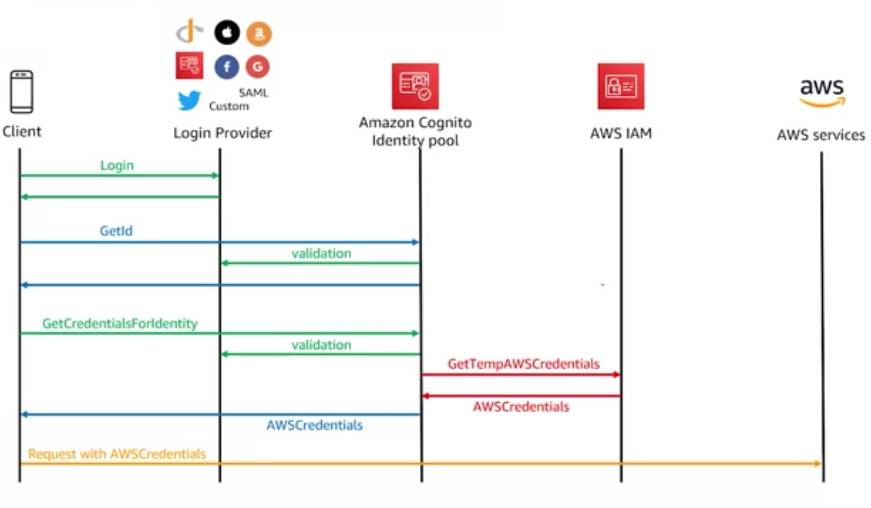 SAML
Custom
aws
Client
Login Provider
Amazon Cognito
Identity pool
AWS IAM
AWS services
Login
GetId
validation
GetCredentialsForIdentity
validation
GetTempAWSCredentials
AWSCredentials
AWSCredentials
Request with AWSCredentials